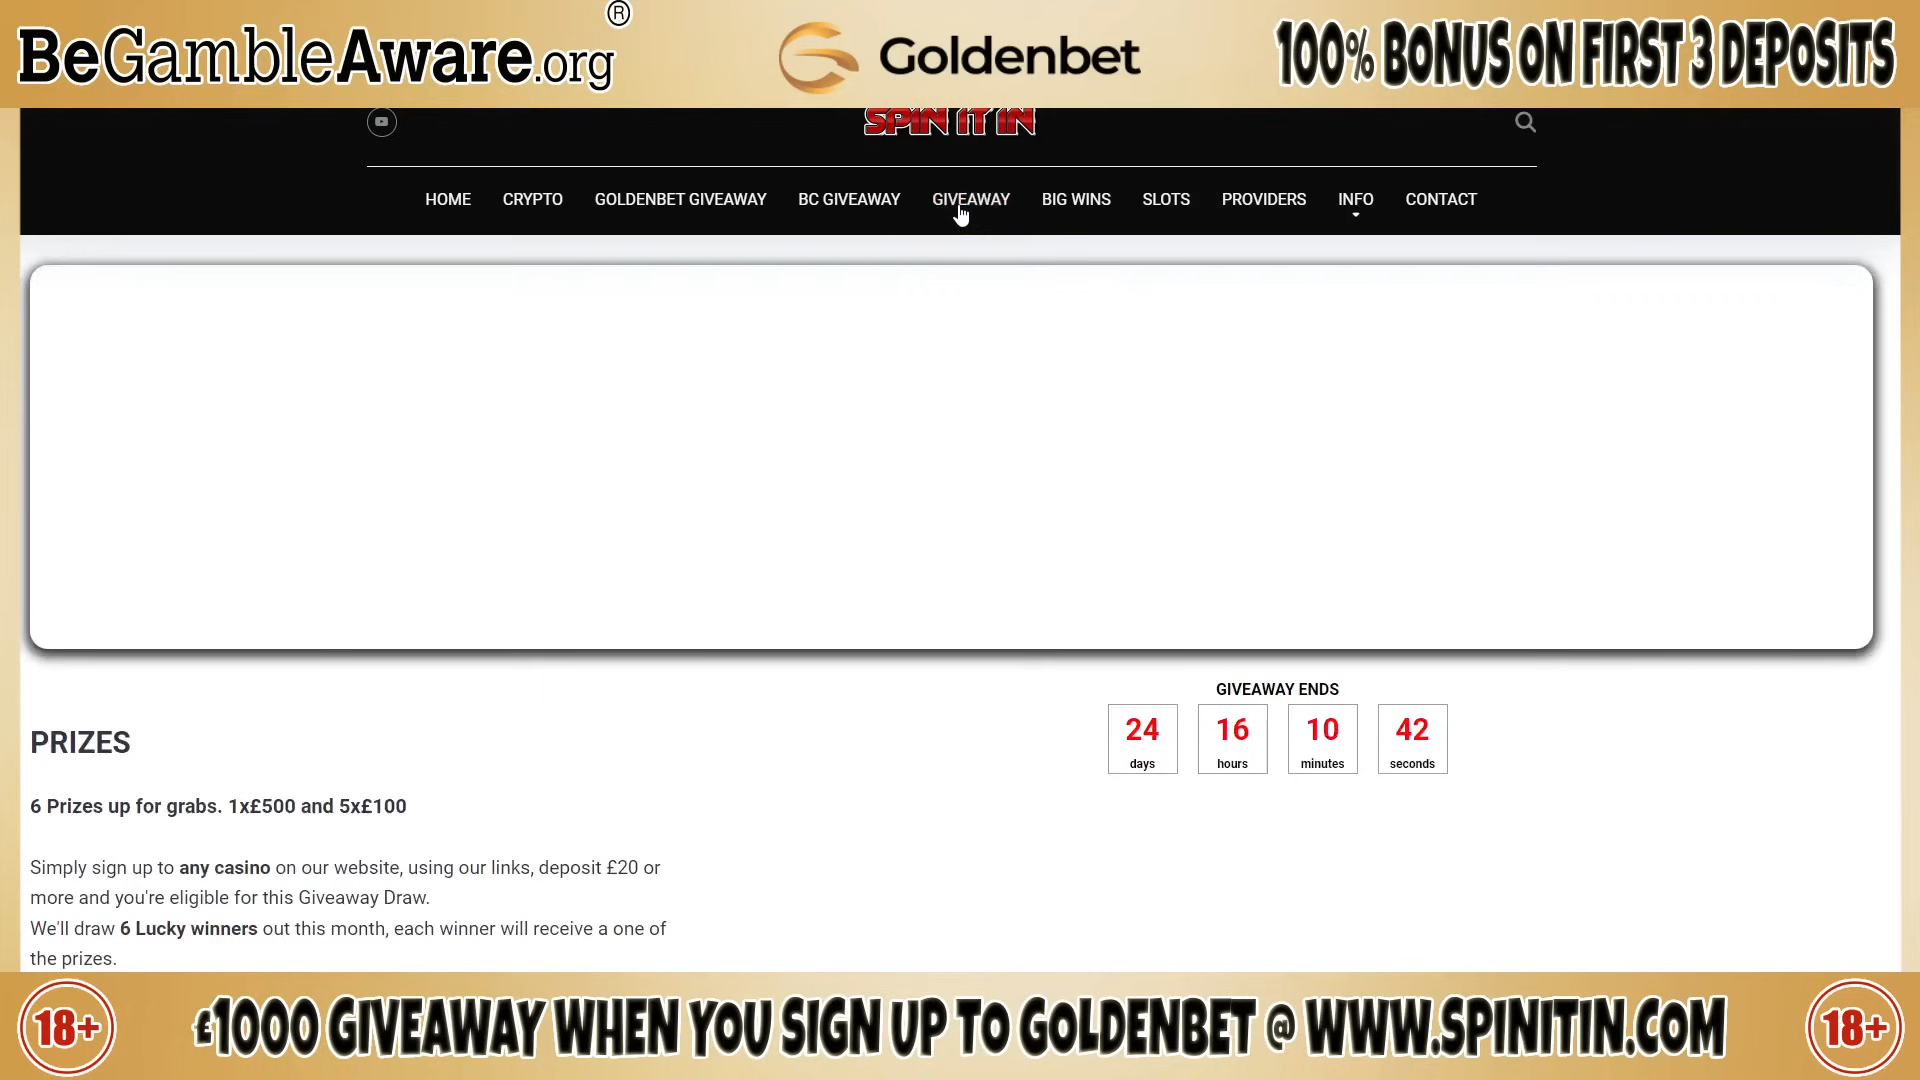 BeGambleAware.org®
Goldenbet
100% BONUS ON FIRST 3 DEPOSITS
SPIN IT IN
HOME CRYPTO GOLDENBET GIVEAWAY BC GIVEAWAY GIVEAWAY BIG WINS SLOTS PROVIDERS INFO CONTACT
GIVEAWAY ENDS
24 16 10 42
days hours minutes seconds
PRIZES
6 Prizes up for grabs. 1x£500 and 5x£100
Simply sign up to any casino on our website, using our links, deposit £20 or
more and you're eligible for this Giveaway Draw.
We'll draw 6 Lucky winners out this month, each winner will receive a one of
the prizes.
18+ £1000 GIVEAWAY WHEN YOU SIGN UP TO GOLDENBET @ WWW.SPINITIN.COM 18+